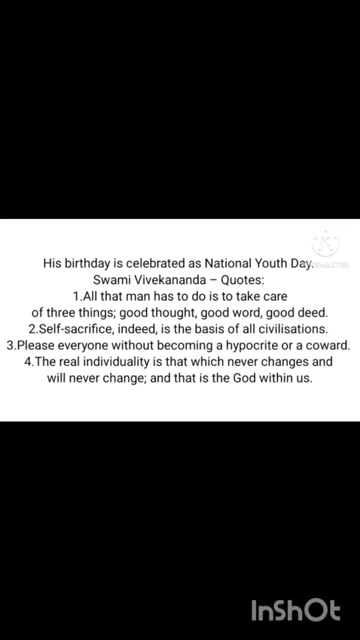 His birthday is celebrated as National Youth Day.
Swami Vivekananda – Quotes:
1.All that man has to do is to take care
of three things; good thought, good word, good deed.
2.Self-sacrifice, indeed, is the basis of all civilisations.
3.Please everyone without becoming a hypocrite or a coward.
4.The real individuality is that which never changes and
will never change; and that is the God within us.
InShOt